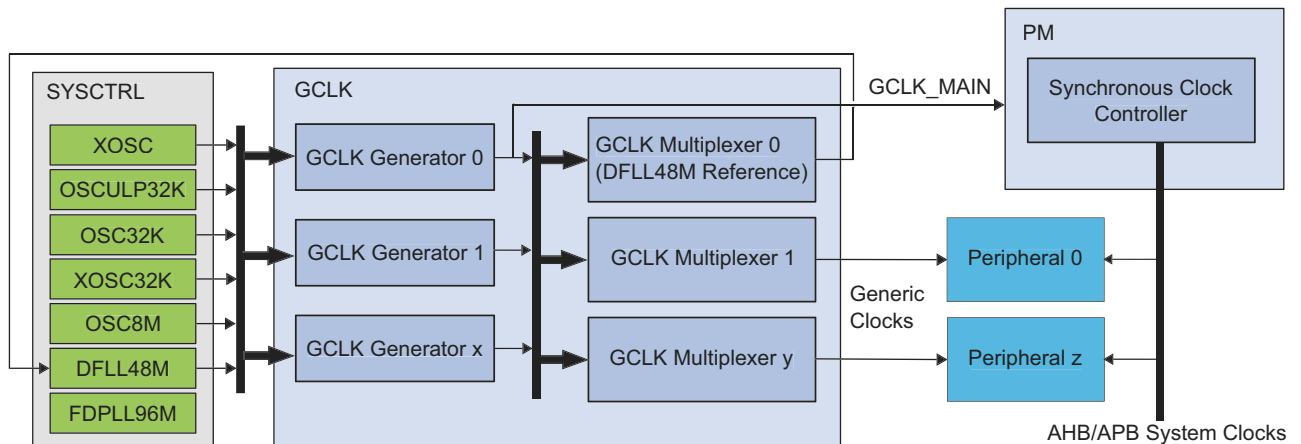 SYSCTRL
XOSC
OSCULP32K
OSC32K
XOSC32K
OSC8M
DFLL48M
FDPLL96M
GCLK
GCLK Generator 0
GCLK Generator 1
GCLK Generator x
GCLK Multiplexer 0
(DFLL48M Reference)
GCLK Multiplexer 1
GCLK Multiplexer y
GCLK_MAIN
PM
Synchronous Clock
Controller
Generic
Clocks
Peripheral 0
Peripheral z
AHB/APB System Clocks